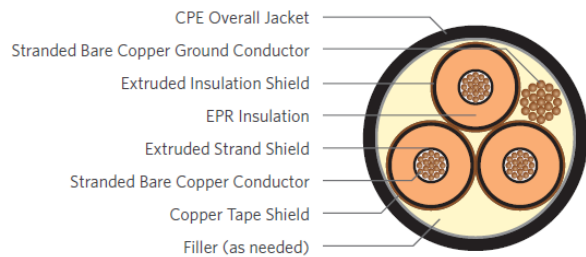 CPE Overall Jacket
Stranded Bare Copper Ground Conductor
Extruded Insulation Shield
EPR Insulation
Extruded Strand Shield
Stranded Bare Copper Conductor
Copper Tape Shield
Filler (as needed)